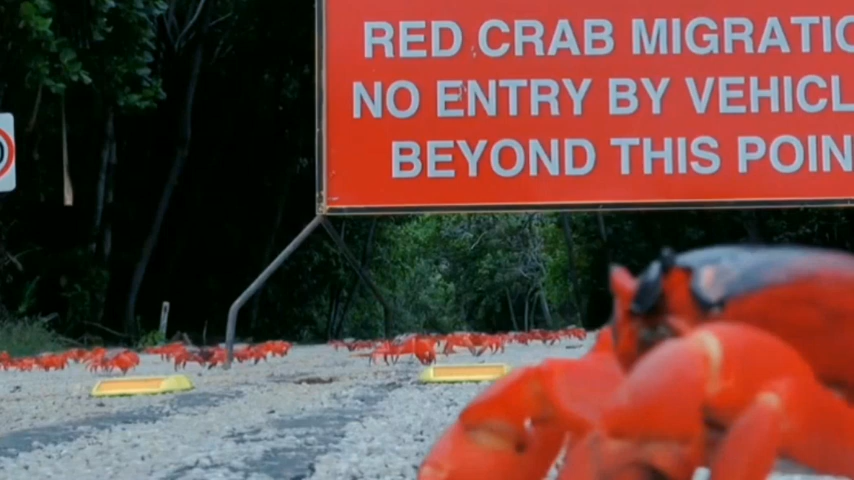 RED CRAB MIGRATIO
NO ENTRY BY VEHICL
BEYOND THIS POIN